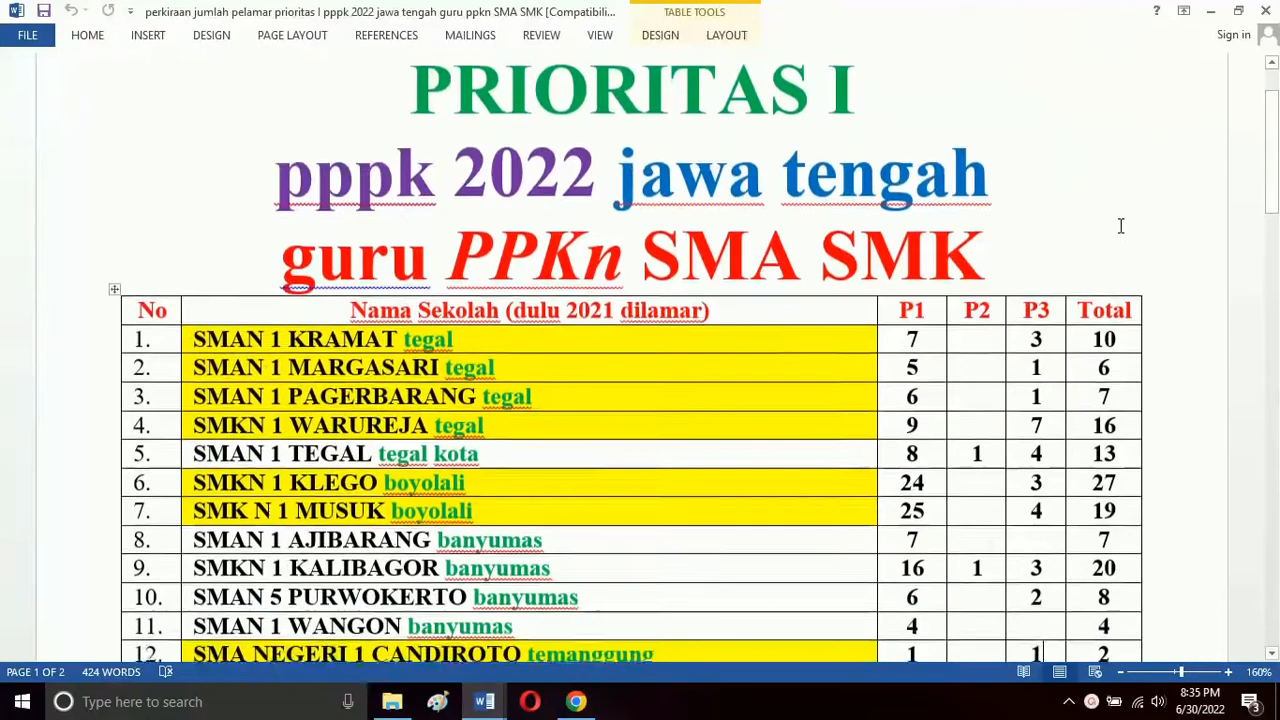 perkiraan jumlah pelamar prioritas I pppk 2022 jawa tengah guru ppkn SMA SMK [Compatibili...
TABLE TOOLS
?
FILE HOME INSERT DESIGN PAGE LAYOUT REFERENCES MAILINGS REVIEW VIEW DESIGN LAYOUT Sign in
PRIORITAS I
pppk 2022 jawa tengah
guru PPKn SMA SMK
No Nama Sekolah (dulu 2021 dilamar) P1 P2 P3 Total
1. SMAN 1 KRAMAT tegal 7 3 10
2. SMAN 1 MARGASARI tegal 5 1 6
3. SMAN 1 PAGERBARANG tegal 6 1 7
4. SMKN 1 WARUREJA tegal 9 7 16
5. SMAN 1 TEGAL tegal kota 8 1 4 13
6. SMKN 1 KLEGO boyolali 24 3 27
7. SMK N 1 MUSUK boyolali 25 4 19
8. SMAN 1 AJIBARANG banyumas 7 7
9. SMKN 1 KALIBAGOR banyumas 16 1 3 20
10. SMAN 5 PURWOKERTO banyumas 6 2 8
11. SMAN 1 WANGON banyumas 4 4
12. SMA NEGERI 1 CANDIROTO temanggung 1 1 2
PAGE 1 OF 2 424 WORDS 160%
Type here to search
8:35 PM
6/30/2022
3